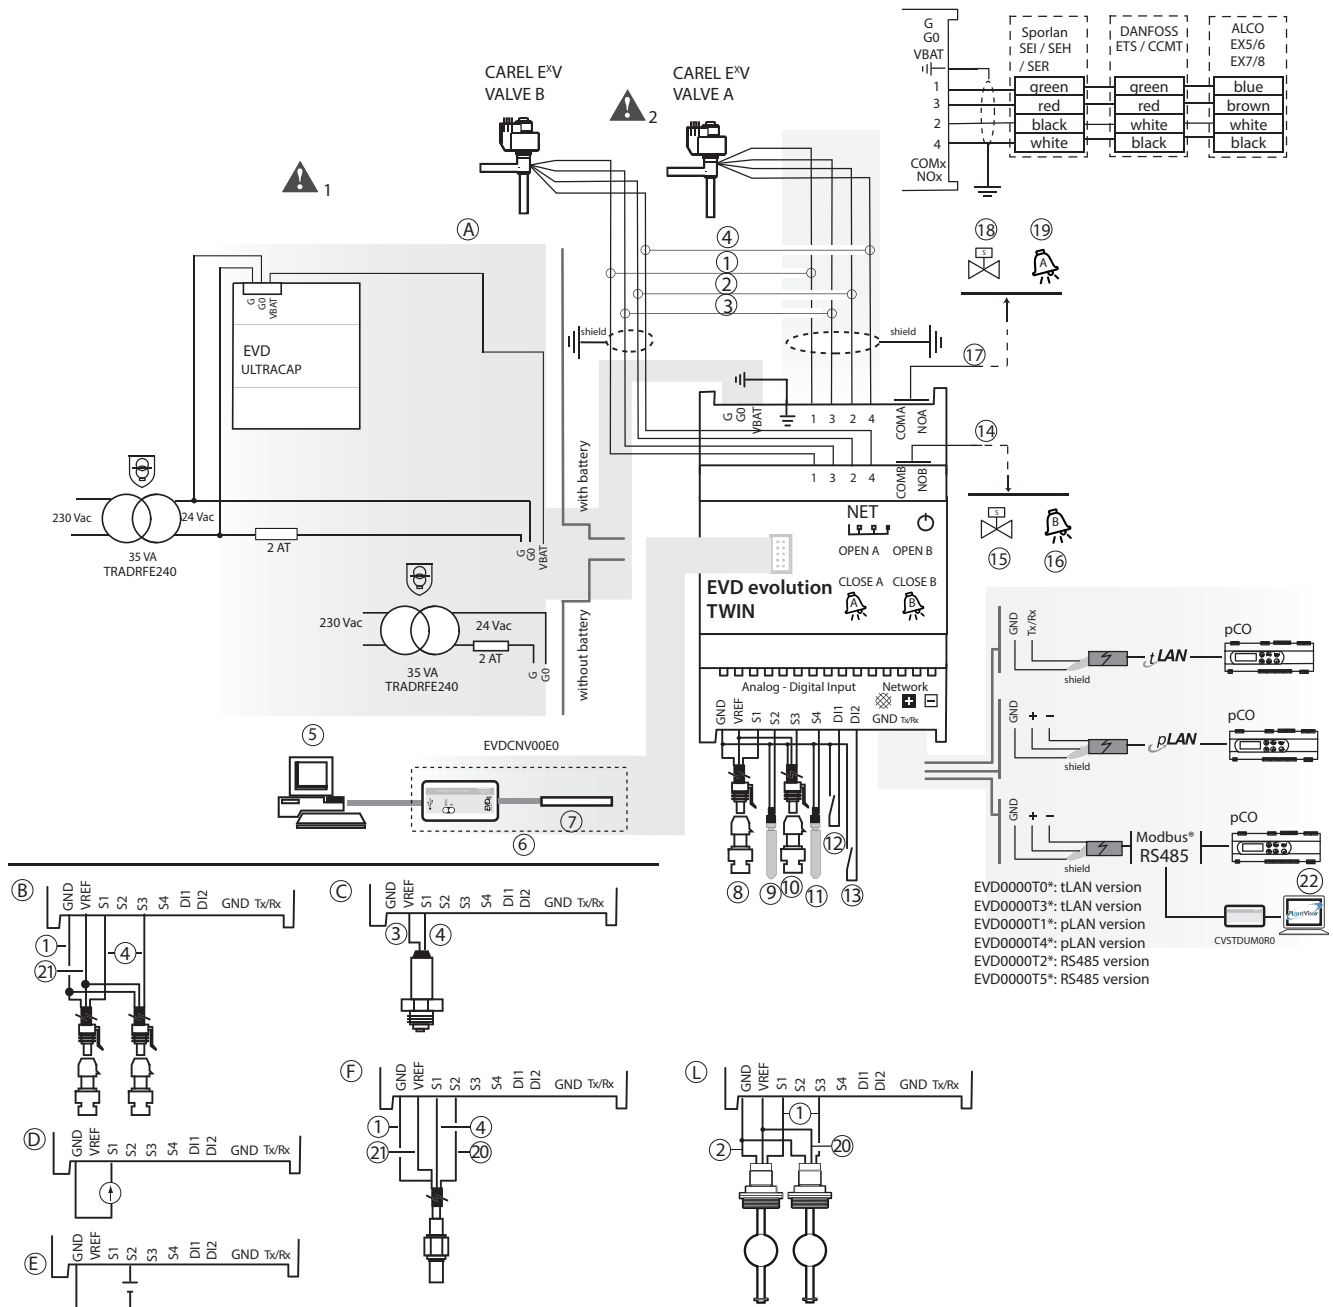 CAREL EXV
VALVE B
CAREL EXV
VALVE A
1
2
G
G0
VBAT
1
3
2
4
COMx
NOx
Sporlan
SEI / SEH
/ SER
green
red
black
white
DANFOSS
ETS / CCMT
green
red
white
black
ALCO
EX5/6
EX7/8
blue
brown
white
black
A
G
G0
VBAT
EVD
ULTRACAP
4
1
2
3
shield
shield
18
S
19
A
17
14
15
S
16
B
with battery
without battery
230 Vac
24 Vac
35 VA
TRADRFE240
2 AT
G
G0
VBAT
230 Vac
24 Vac
35 VA
TRADRFE240
2 AT
G
G0
G
G0
VBAT
1 3 2 4
COMA
NOA
1 3 2 4
COMB
NOB
NET
OPEN A OPEN B
CLOSE A CLOSE B
A B
EVD evolution
TWIN
Analog - Digital Input Network
GND
VREF
S1
S2
S3
S4
DI1
DI2
GND Tx/Rx
5
EVDCNV00E0
7
6
8
9
10
11
12
13
GND
Tx/Rx
shield
tLAN
pCO
GND
+ −
shield
pLAN
pCO
GND
+ −
shield
Modbus®
RS485
pCO
22
PlantVisor
CVSTDUM0R0
EVD0000T0*: tLAN version
EVD0000T3*: tLAN version
EVD0000T1*: pLAN version
EVD0000T4*: pLAN version
EVD0000T2*: RS485 version
EVD0000T5*: RS485 version
B
GND
VREF
S1
S2
S3
S4
DI1
DI2
GND Tx/Rx
1
21
4
C
GND
VREF
S1
S2
S3
S4
DI1
DI2
GND Tx/Rx
3
4
D
GND
VREF
S1
S2
S3
S4
DI1
DI2
GND Tx/Rx
E
GND
VREF
S1
S2
S3
S4
DI1
DI2
GND Tx/Rx
F
GND
VREF
S1
S2
S3
S4
DI1
DI2
GND Tx/Rx
1
21
4
20
L
GND
VREF
S1
S2
S3
S4
DI1
DI2
GND Tx/Rx
1
2
20